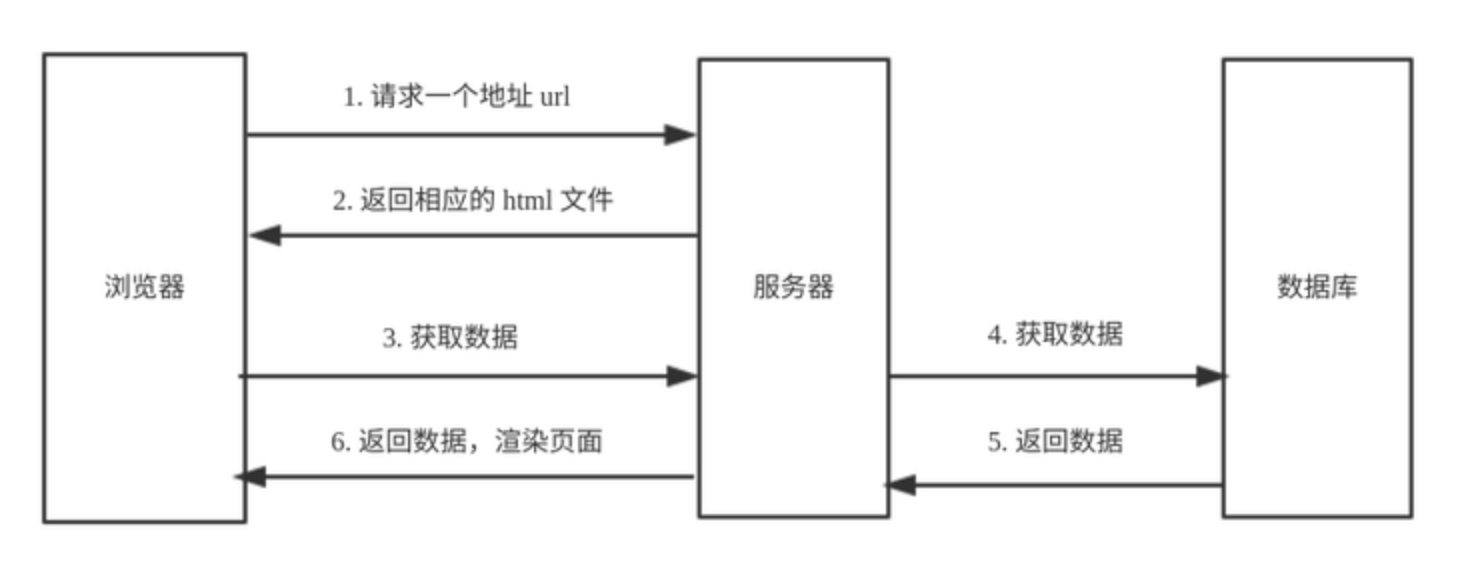 1. 请求一个地址 url
2. 返回相应的 html 文件
浏览器
服务器
数据库
3. 获取数据
4. 获取数据
6. 返回数据，渲染页面
5. 返回数据